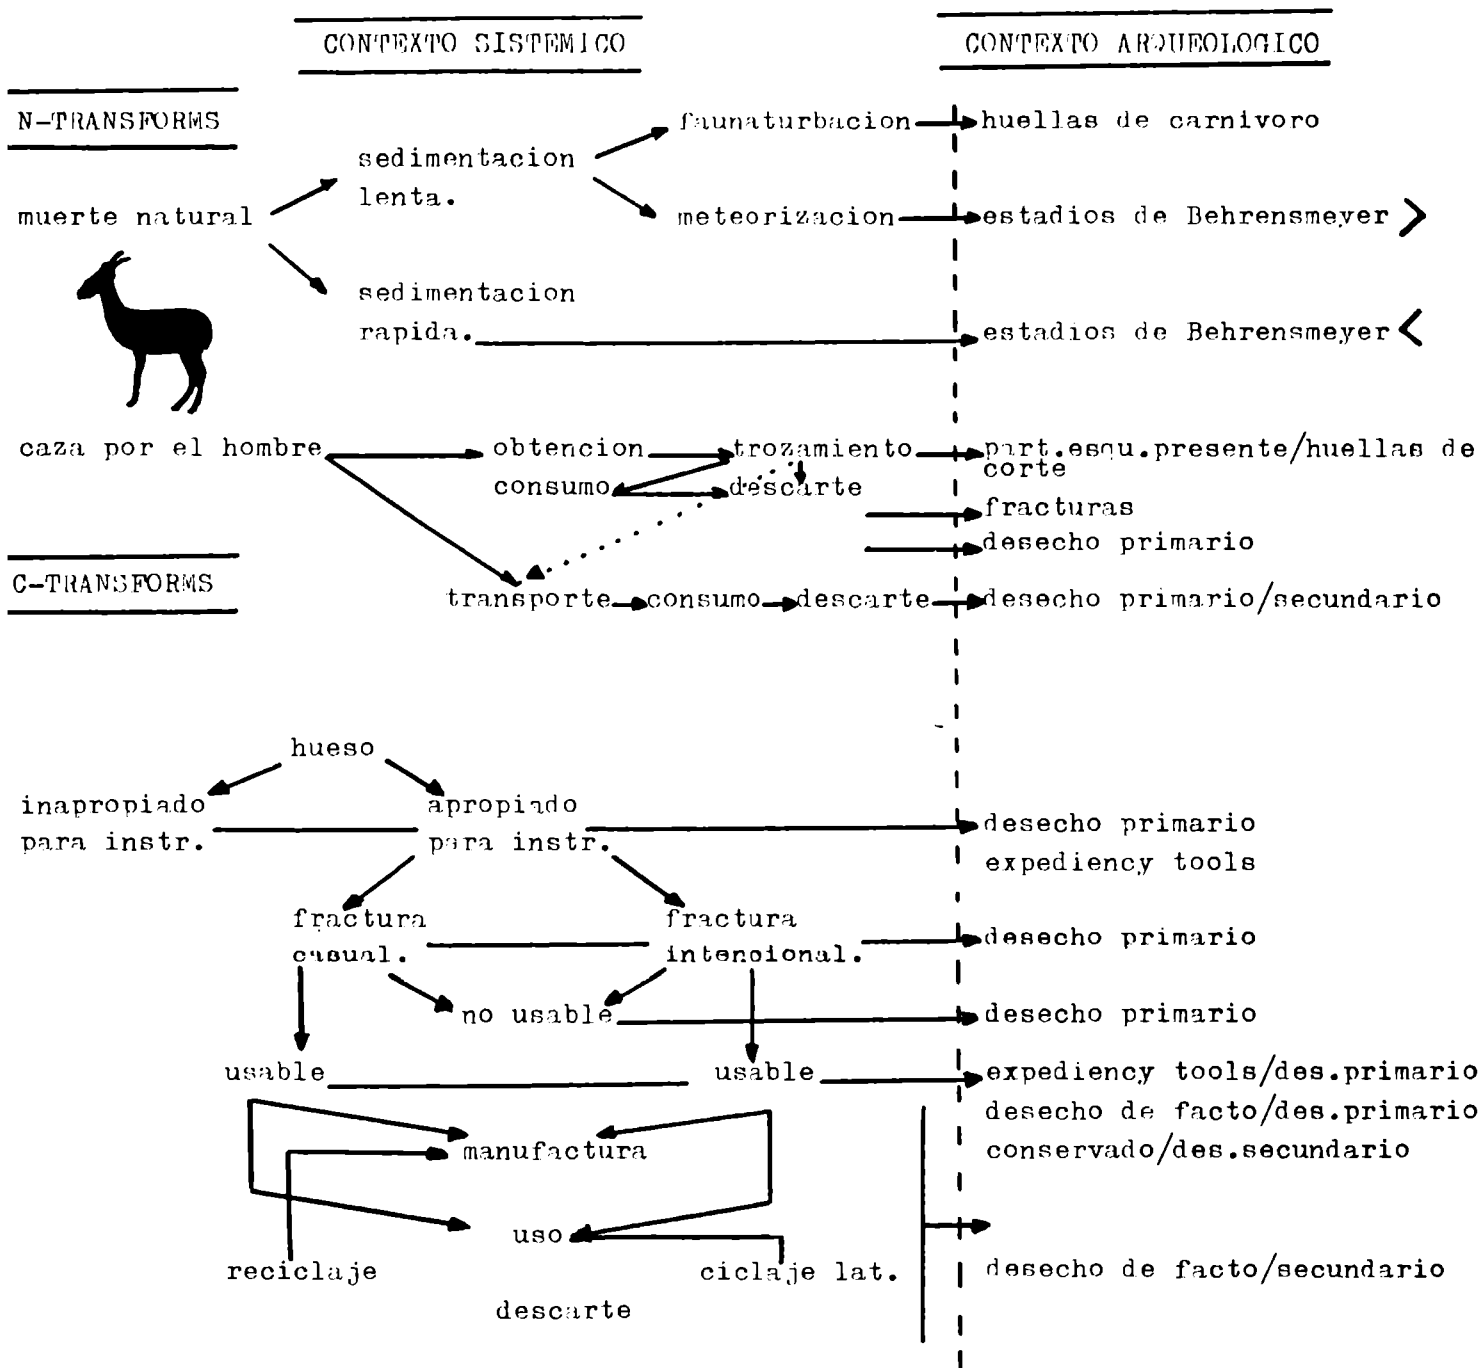 CONTEXTO SISTEMICO
CONTEXTO ARQUEOLOGICO
N-TRANSFORMS
faunaturbacion
huellas de carnivoro
sedimentacion
lenta.
muerte natural
meteorizacion
estadios de Behrensmeyer >
sedimentacion
rapida.
estadios de Behrensmeyer <
caza por el hombre
obtencion
trozamiento
part.esqu.presente/huellas de
corte
consumo
descarte
fracturas
desecho primario
C-TRANSFORMS
transporte
consumo
descarte
desecho primario/secundario
hueso
inapropiado
para instr.
apropiado
para instr.
desecho primario
expediency tools
fractura
casual.
fractura
intencional.
desecho primario
no usable
desecho primario
usable
usable
expediency tools/des.primario
desecho de facto/des.primario
manufactura
conservado/des.secundario
uso
reciclaje
ciclaje lat.
desecho de facto/secundario
descarte